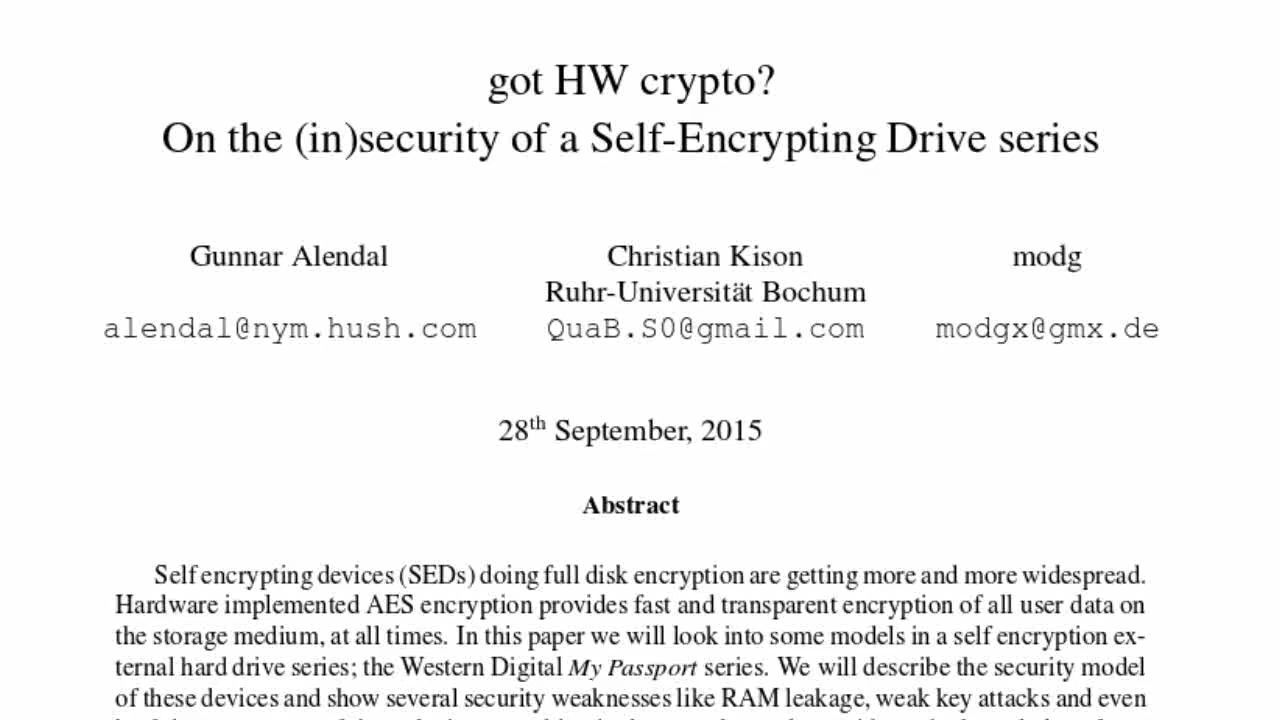 got HW crypto?
On the (in)security of a Self-Encrypting Drive series
Gunnar Alendal
Christian Kison
modg
Ruhr-Universität Bochum
alendal@nym.hush.com
QuaB.S0@gmail.com
modgx@gmx.de
28th September, 2015
Abstract
Self encrypting devices (SEDs) doing full disk encryption are getting more and more widespread.
Hardware implemented AES encryption provides fast and transparent encryption of all user data on
the storage medium, at all times. In this paper we will look into some models in a self encryption ex-
ternal hard drive series; the Western Digital My Passport series. We will describe the security model
of these devices and show several security weaknesses like RAM leakage, weak key attacks and even